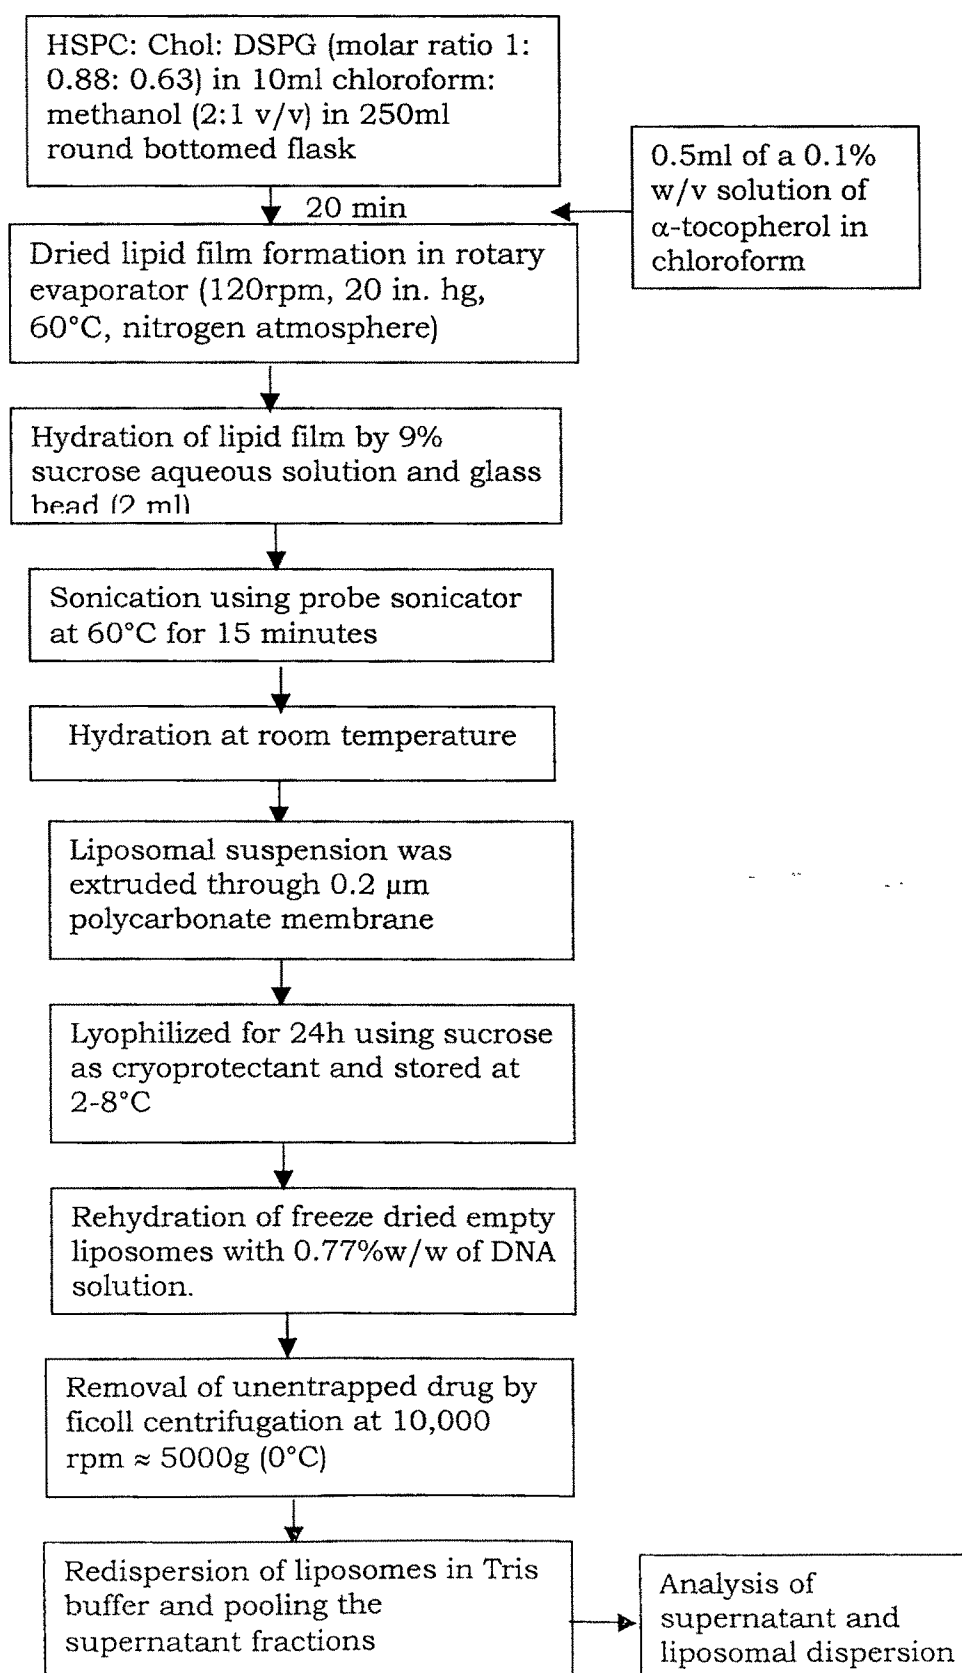 HSPC: Chol: DSPG (molar ratio 1:
0.88: 0.63) in 10ml chloroform:
methanol (2:1 v/v) in 250ml
round bottomed flask
0.5ml of a 0.1%
w/v solution of
α-tocopherol in
chloroform
20 min
Dried lipid film formation in rotary
evaporator (120rpm, 20 in. hg,
60°C, nitrogen atmosphere)
Hydration of lipid film by 9%
sucrose aqueous solution and glass
bead (2 ml)
Sonication using probe sonicator
at 60°C for 15 minutes
Hydration at room temperature
Liposomal suspension was
extruded through 0.2 µm
polycarbonate membrane
Lyophilized for 24h using sucrose
as cryoprotectant and stored at
2-8°C
Rehydration of freeze dried empty
liposomes with 0.77%w/w of DNA
solution.
Removal of unentrapped drug by
ficoll centrifugation at 10,000
rpm ≈ 5000g (0°C)
Redispersion of liposomes in Tris
buffer and pooling the
supernatant fractions
Analysis of
supernatant and
liposomal dispersion